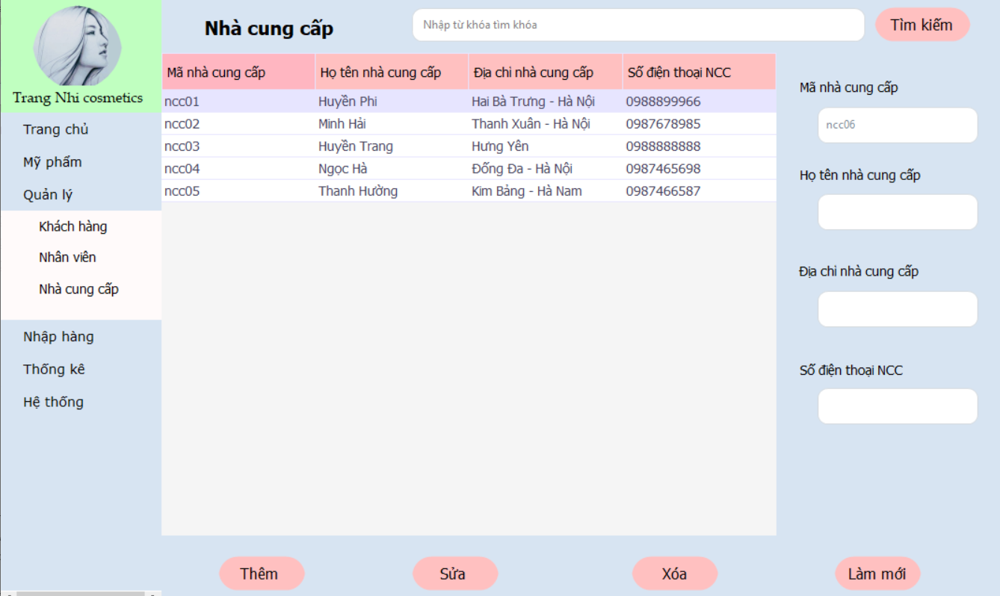 Trang Nhi cosmetics
Trang chủ
Mỹ phẩm
Quản lý
Khách hàng
Nhân viên
Nhà cung cấp
Nhập hàng
Thống kê
Hệ thống
Nhà cung cấp
Nhập từ khóa tìm khóa
Tìm kiếm
Mã nhà cung cấp Họ tên nhà cung cấp Địa chỉ nhà cung cấp Số điện thoại NCC
ncc01 Huyền Phi Hai Bà Trưng - Hà Nội 0988899966
ncc02 Minh Hải Thanh Xuân - Hà Nội 0987678985
ncc03 Huyền Trang Hưng Yên 0988888888
ncc04 Ngọc Hà Đống Đa - Hà Nội 0987465698
ncc05 Thanh Hường Kim Bảng - Hà Nam 0987466587
Mã nhà cung cấp
ncc06
Họ tên nhà cung cấp
Địa chỉ nhà cung cấp
Số điện thoại NCC
Thêm
Sửa
Xóa
Làm mới